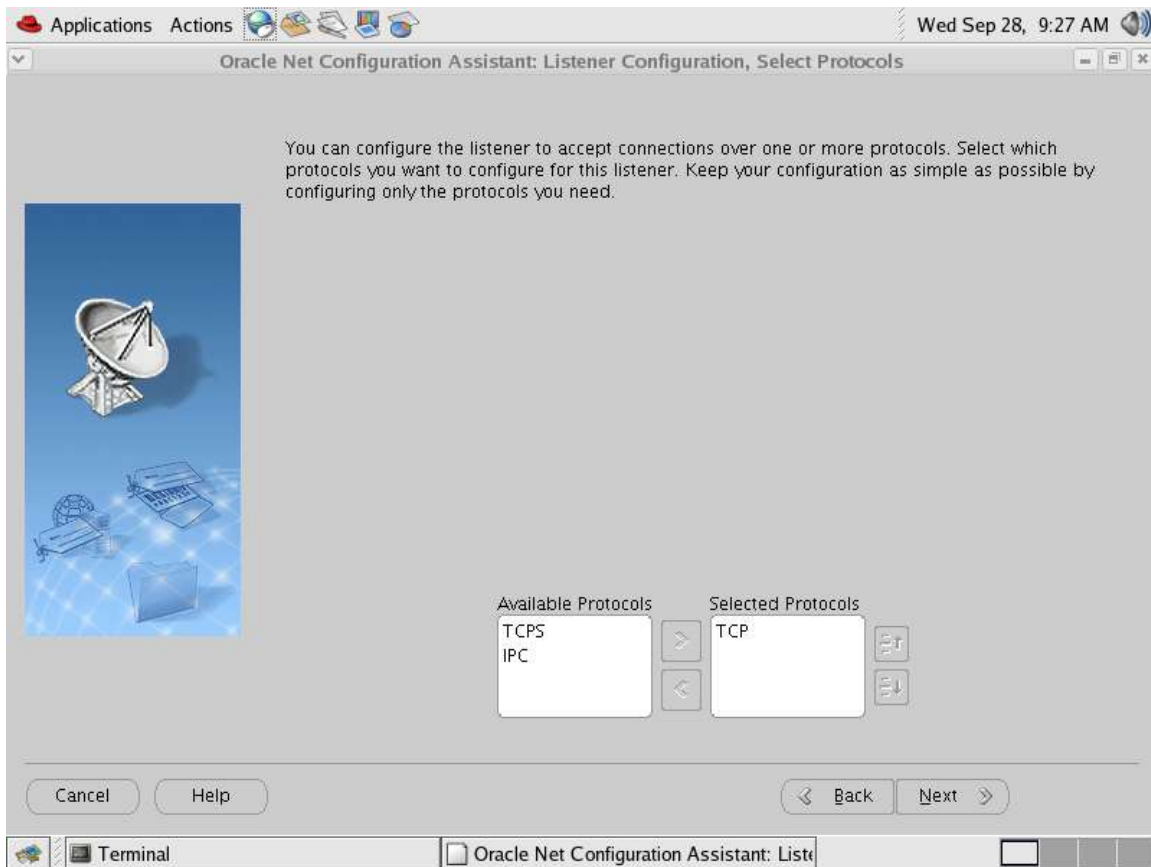 Applications Actions Wed Sep 28, 9:27 AM
Oracle Net Configuration Assistant: Listener Configuration, Select Protocols
You can configure the listener to accept connections over one or more protocols. Select which
protocols you want to configure for this listener. Keep your configuration as simple as possible by
configuring only the protocols you need.
Available Protocols Selected Protocols
TCPS TCP
IPC
Cancel Help Back Next
Terminal Oracle Net Configuration Assistant: Liste